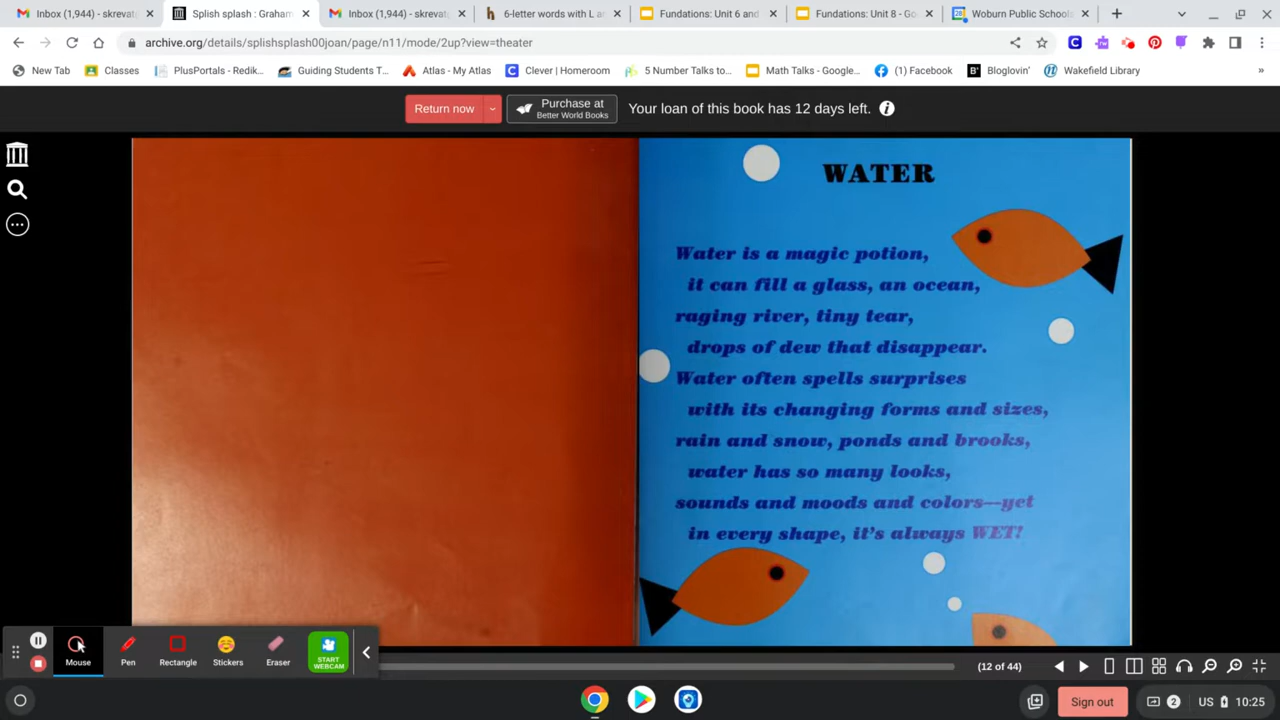 Inbox (1,944) - skrevat
Splish splash : Graham
Inbox (1,944) - skrevat
6-letter words with L a
Fundations: Unit 6 and
Fundations: Unit 8 - Go
Woburn Public Schools
archive.org/details/splishsplash00joan/page/n11/mode/2up?view=theater
New Tab
Classes
PlusPortals - Redik...
Guiding Students T...
Atlas - My Atlas
Clever | Homeroom
5 Number Talks to...
Math Talks - Google...
(1) Facebook
Bloglovin'
Wakefield Library
Return now
Purchase at
Better World Books
Your loan of this book has 12 days left.
WATER
Water is a magic potion,
it can fill a glass, an ocean,
raging river, tiny tear,
drops of dew that disappear.
Water often spells surprises
with its changing forms and sizes,
rain and snow, ponds and brooks,
water has so many looks,
sounds and moods and colors—yet
in every shape, it's always WET!
Mouse
Pen
Rectangle
Stickers
Eraser
START
WEBCAM
(12 of 44)
Sign out
2
US
10:25